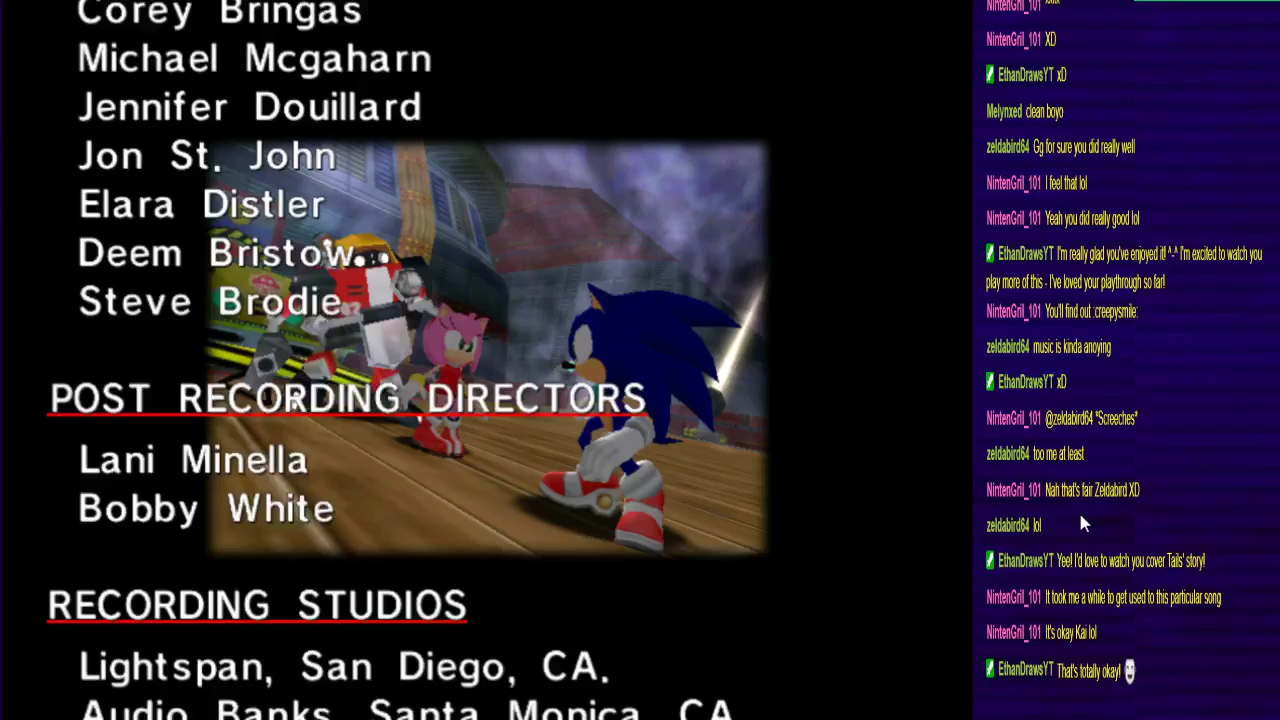 Corey Bringas
Michael Mcgaharn
Jennifer Douillard
Jon St. John
Elara Distler
Deem Bristow
Steve Brodie
POST RECORDING DIRECTORS
Lani Minella
Bobby White
RECORDING STUDIOS
Lightspan, San Diego, CA.
Audio Banks, Santa Monica, CA
NintenGril_101
NintenGril_101 XD
EthanDrawsYT xD
Melynxed clean boyo
zeldabird64 Gg for sure you did really well
NintenGril_101 I feel that lol
NintenGril_101 Yeah you did really good lol
EthanDrawsYT I'm really glad you've enjoyed it! ^-^ I'm excited to watch you
play more of this - I've loved your playthrough so far!
NintenGril_101 You'll find out :creepysmile:
zeldabird64 music is kinda anoying
EthanDrawsYT xD
NintenGril_101 @zeldabird64 *Screeches*
zeldabird64 too me at least
NintenGril_101 Nah that's fair Zeldabird XD
zeldabird64 lol
EthanDrawsYT Yee! I'd love to watch you cover Tails' story!
NintenGril_101 It took me a while to get used to this particular song
NintenGril_101 It's okay Kai lol
EthanDrawsYT That's totally okay!